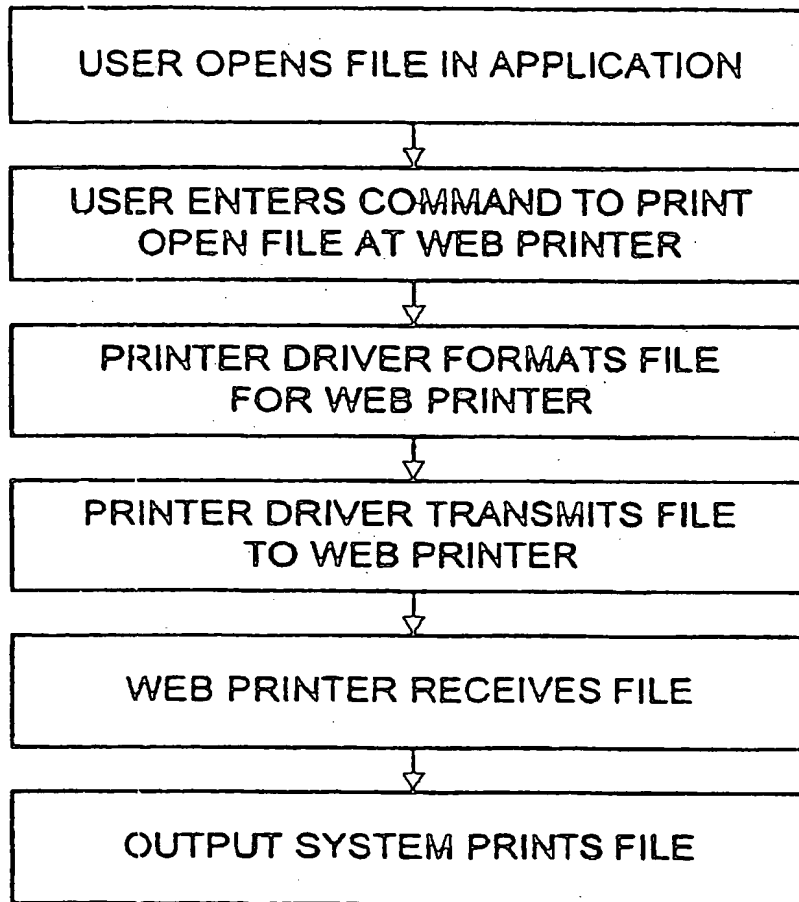 USER OPENS FILE IN APPLICATION
USER ENTERS COMMAND TO PRINT
OPEN FILE AT WEB PRINTER
PRINTER DRIVER FORMATS FILE
FOR WEB PRINTER
PRINTER DRIVER TRANSMITS FILE
TO WEB PRINTER
WEB PRINTER RECEIVES FILE
OUTPUT SYSTEM PRINTS FILE